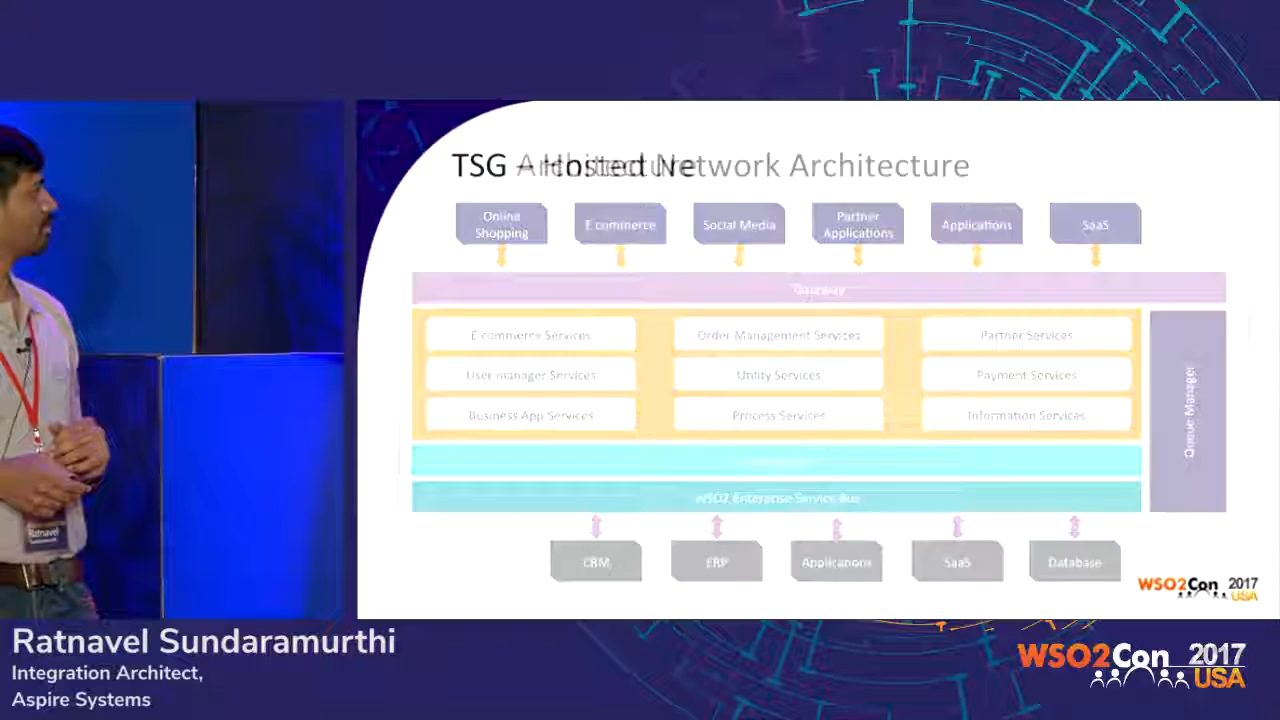 TSG – Hosted Network Architecture
Online
Shopping
E commerce
Social Media
Partner
Applications
Applications
SaaS
Gateway
E-commerce Services
Order Management Services
Partner Services
User manager Services
Utility Services
Payment Services
Business App Services
Process Services
Information Services
Queue Manager
WSO2 Enterprise Service Bus
CRM
ERP
Applications
SaaS
Database
WSO2Con 2017
USA
Ratnavel
Ratnavel Sundaramurthi
Integration Architect,
Aspire Systems
WSO2Con 2017
USA